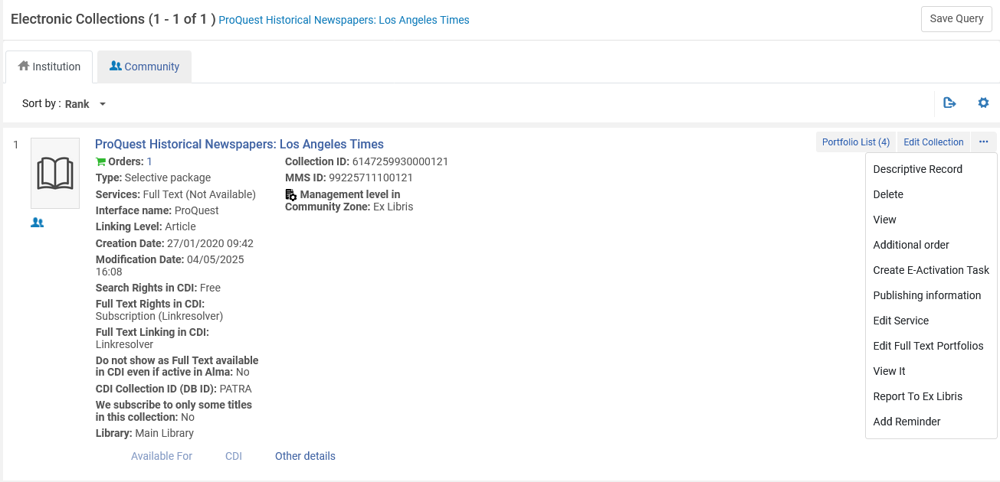 Electronic Collections (1 - 1 of 1 ) ProQuest Historical Newspapers: Los Angeles Times
Save Query
Institution
Community
Sort by : Rank
1
ProQuest Historical Newspapers: Los Angeles Times
Portfolio List (4)
Edit Collection
Orders: 1
Type: Selective package
Services: Full Text (Not Available)
Interface name: ProQuest
Linking Level: Article
Creation Date: 27/01/2020 09:42
Modification Date: 04/05/2025
16:08
Search Rights in CDI: Free
Full Text Rights in CDI:
Subscription (Linkresolver)
Full Text Linking in CDI:
Linkresolver
Do not show as Full Text available
in CDI even if active in Alma: No
CDI Collection ID (DB ID): PATRA
We subscribe to only some titles
in this collection: No
Library: Main Library
Collection ID: 6147259930000121
MMS ID: 99225711100121
Management level in
Community Zone: Ex Libris
Descriptive Record
Delete
View
Additional order
Create E-Activation Task
Publishing information
Edit Service
Edit Full Text Portfolios
View It
Report To Ex Libris
Add Reminder
Available For
CDI
Other details